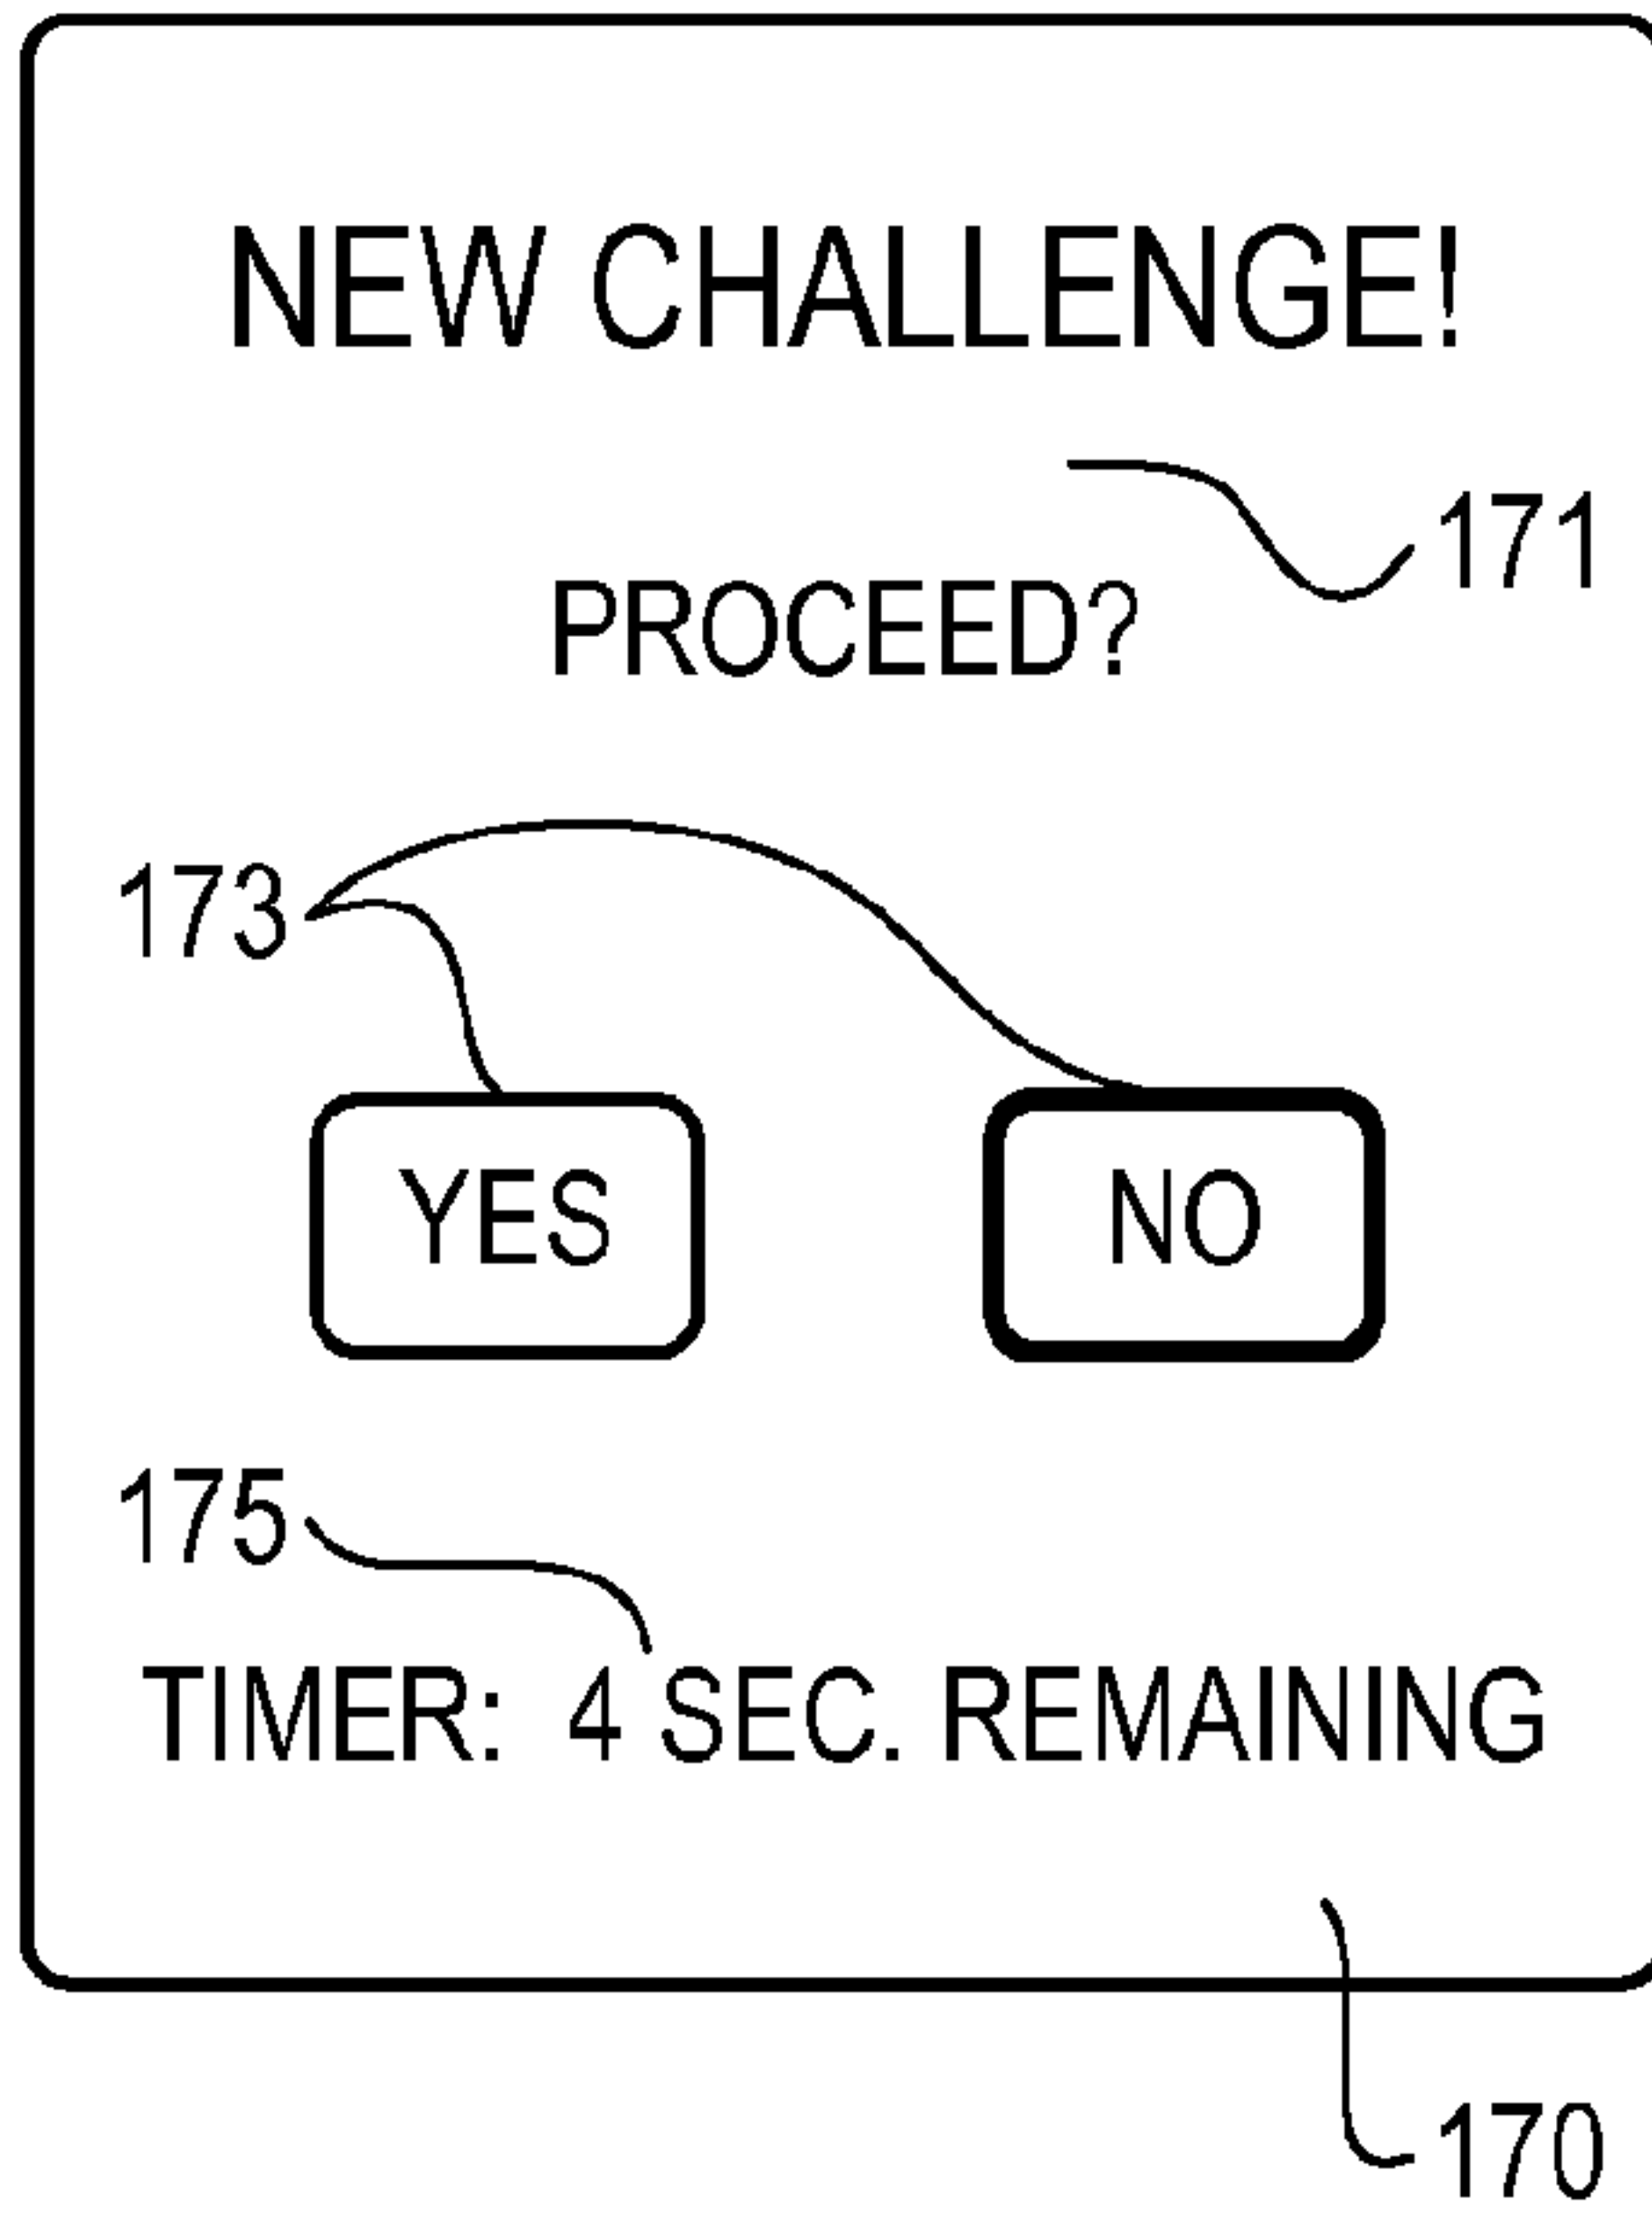 NEW CHALLENGE!
171
PROCEED?
173
YES NO
175
TIMER: 4 SEC. REMAINING
170